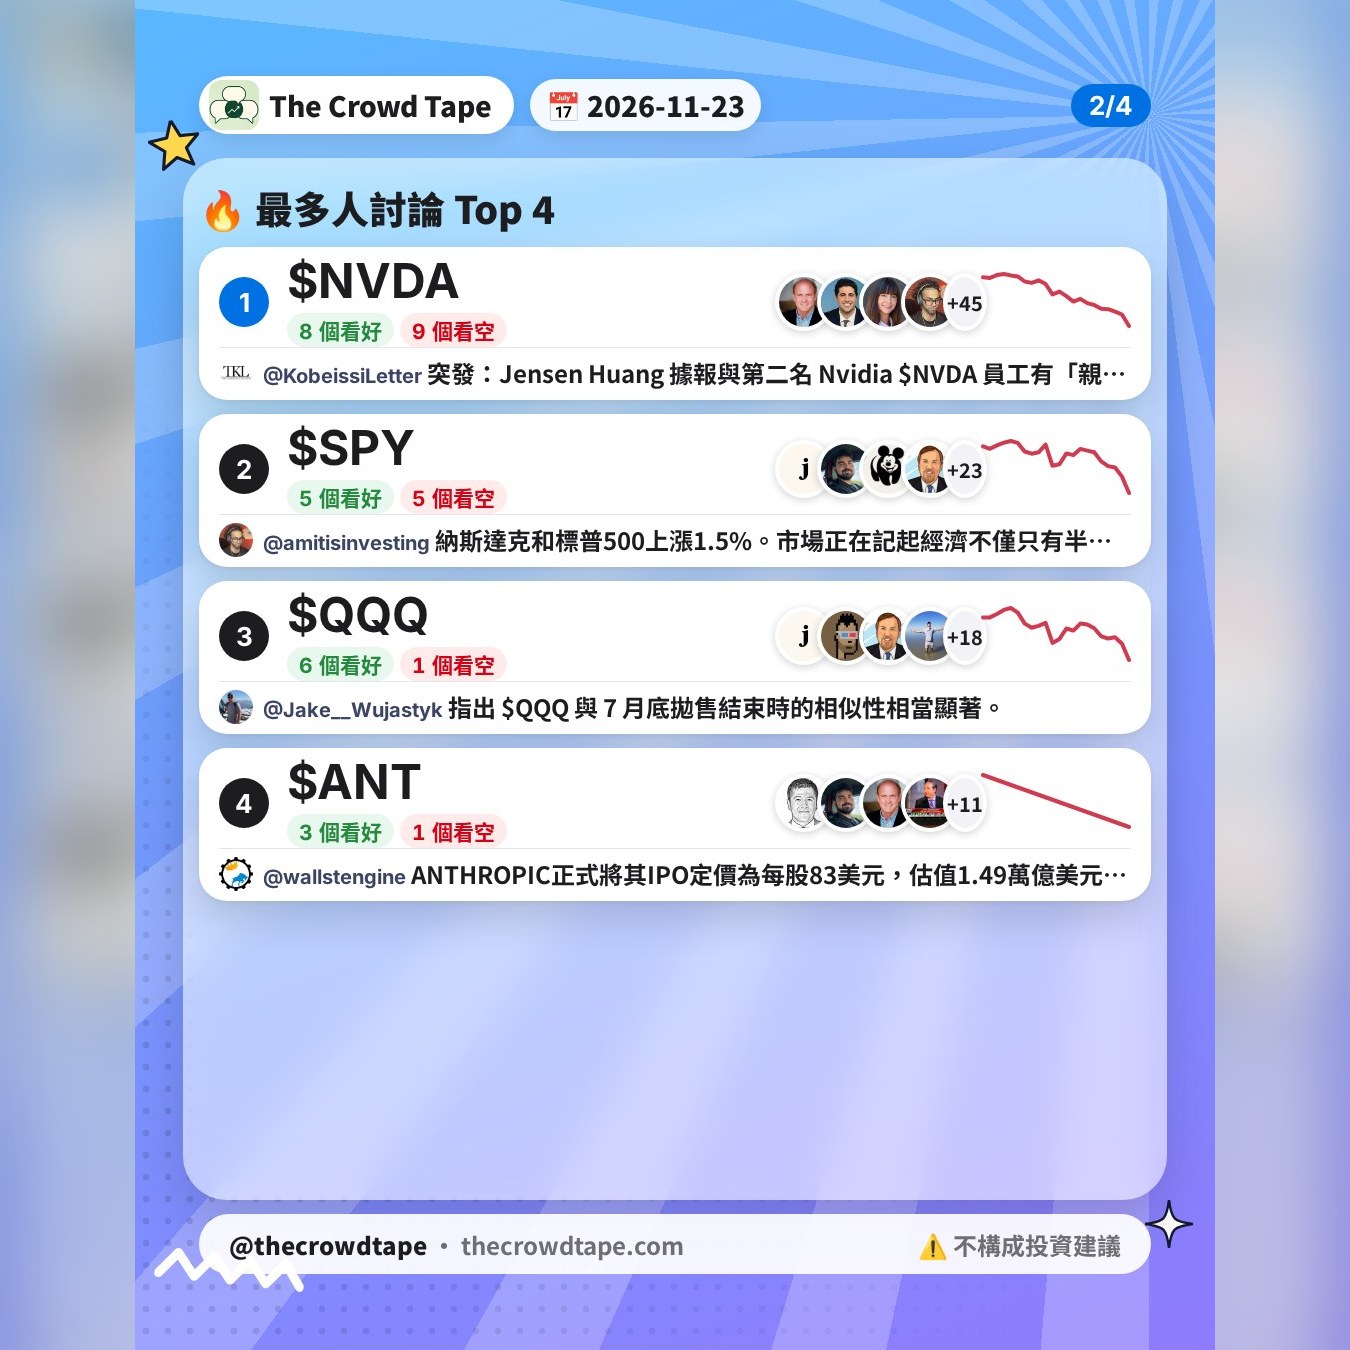 The Crowd Tape
2026-11-23
2/4
最多人討論 Top 4
1
$NVDA
8 個看好 9 個看空
+45
TKL @KobeissiLetter 突發：Jensen Huang 據報與第二名 Nvidia $NVDA 員工有「親…
2
$SPY
5 個看好 5 個看空
j +23
@amitisinvesting 納斯達克和標普500上漲1.5%。市場正在記起經濟不僅只有半…
3
$QQQ
6 個看好 1 個看空
j +18
@Jake__Wujastyk 指出 $QQQ 與 7 月底拋售結束時的相似性相當顯著。
4
$ANT
3 個看好 1 個看空
+11
@wallstengine ANTHROPIC正式將其IPO定價為每股83美元，估值1.49萬億美元…
@thecrowdtape • thecrowdtape.com
不構成投資建議